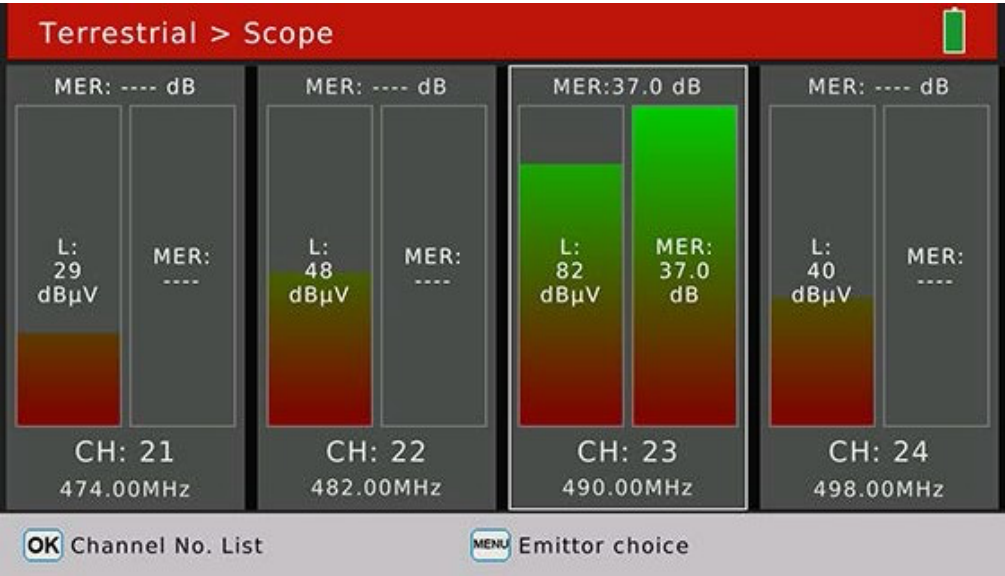 Terrestrial > Scope
MER: ---- dB
L:
29
dBµV
MER:
----
CH: 21
474.00MHz
MER: ---- dB
L:
48
dBµV
MER:
----
CH: 22
482.00MHz
MER:37.0 dB
L:
82
dBµV
MER:
37.0
dB
CH: 23
490.00MHz
MER: ---- dB
L:
40
dBµV
MER:
----
CH: 24
498.00MHz
OK Channel No. List
MENU Emittor choice